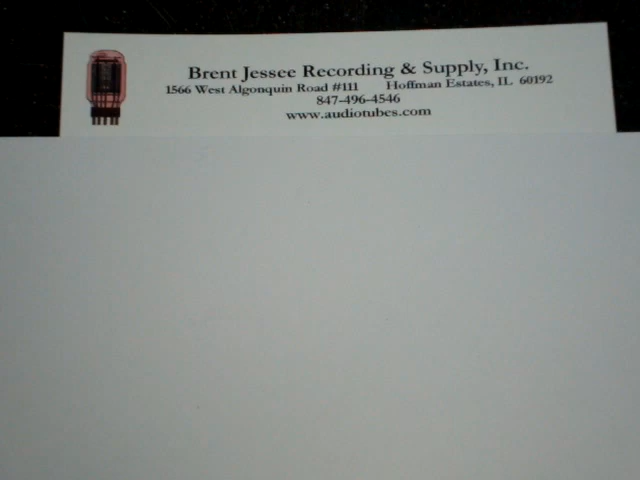 Brent Jessee Recording & Supply, Inc.
1566 West Algonquin Road #111 Hoffman Estates, IL 60192
847-496-4546
www.audiotubes.com